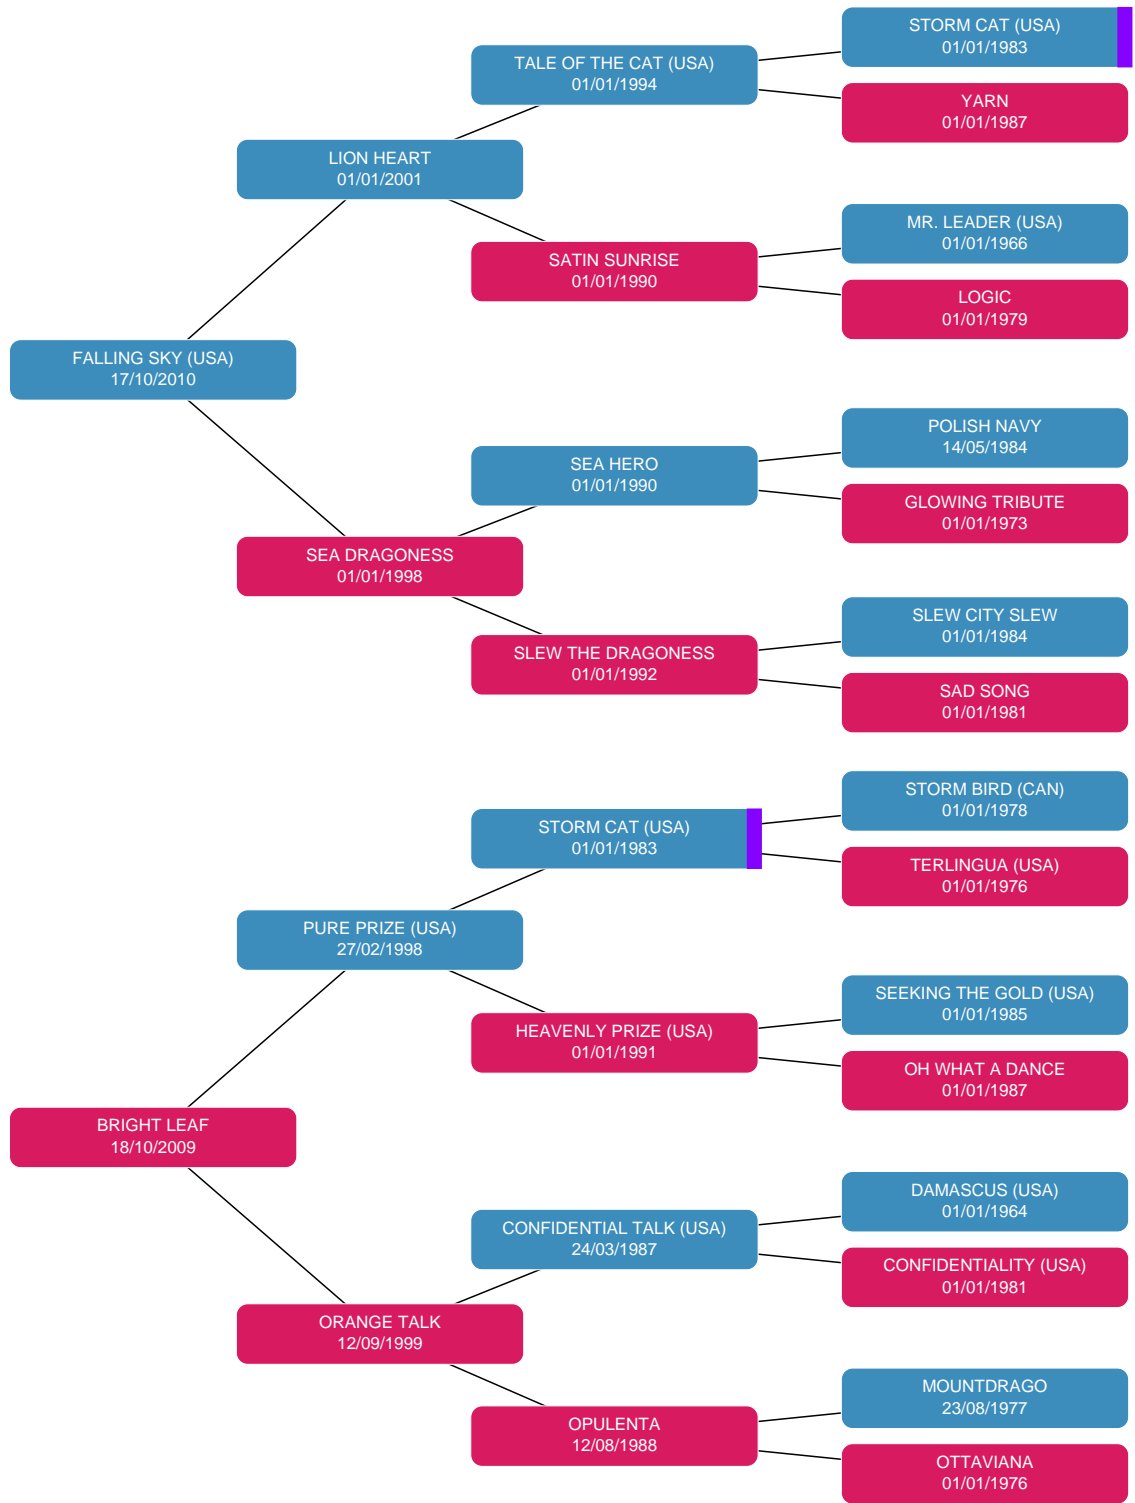 STORM CAT (USA)
01/01/1983
TALE OF THE CAT (USA)
01/01/1994
YARN
01/01/1987
LION HEART
01/01/2001
MR. LEADER (USA)
01/01/1966
SATIN SUNRISE
01/01/1990
LOGIC
01/01/1979
FALLING SKY (USA)
17/10/2010
POLISH NAVY
14/05/1984
SEA HERO
01/01/1990
GLOWING TRIBUTE
01/01/1973
SEA DRAGONESS
01/01/1998
SLEW CITY SLEW
01/01/1984
SLEW THE DRAGONESS
01/01/1992
SAD SONG
01/01/1981
STORM BIRD (CAN)
01/01/1978
STORM CAT (USA)
01/01/1983
TERLINGUA (USA)
01/01/1976
PURE PRIZE (USA)
27/02/1998
SEEKING THE GOLD (USA)
01/01/1985
HEAVENLY PRIZE (USA)
01/01/1991
OH WHAT A DANCE
01/01/1987
BRIGHT LEAF
18/10/2009
DAMASCUS (USA)
01/01/1964
CONFIDENTIAL TALK (USA)
24/03/1987
CONFIDENTIALITY (USA)
01/01/1981
ORANGE TALK
12/09/1999
MOUNTDRAGO
23/08/1977
OPULENTA
12/08/1988
OTTAVIANA
01/01/1976